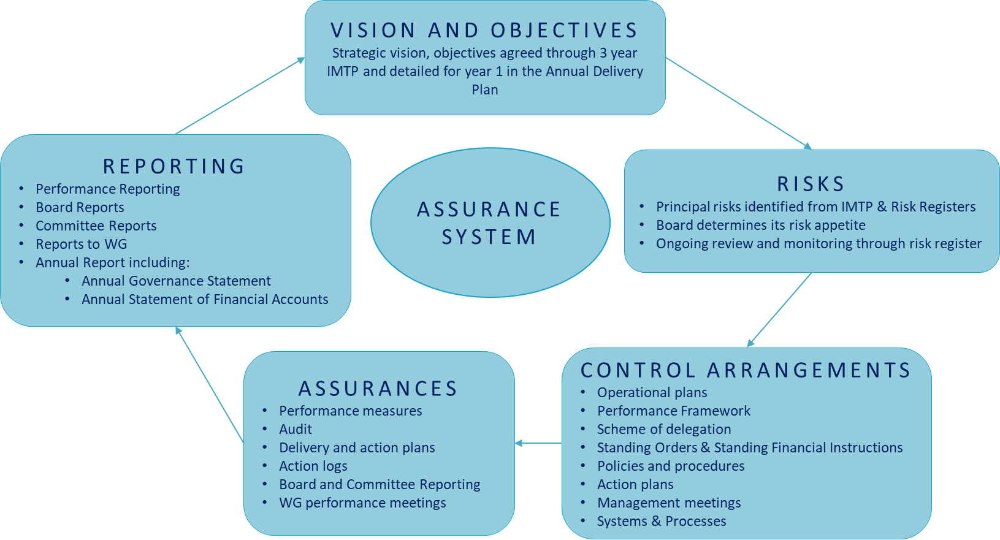 VISION AND OBJECTIVES
Strategic vision, objectives agreed through 3 year
IMTP and detailed for year 1 in the Annual Delivery
Plan
RISKS
• Principal risks identified from IMTP & Risk Registers
• Board determines its risk appetite
• Ongoing review and monitoring through risk register
CONTROL ARRANGEMENTS
• Operational plans
• Performance Framework
• Scheme of delegation
• Standing Orders & Standing Financial Instructions
• Policies and procedures
• Action plans
• Management meetings
• Systems & Processes
ASSURANCES
• Performance measures
• Audit
• Delivery and action plans
• Action logs
• Board and Committee Reporting
• WG performance meetings
REPORTING
• Performance Reporting
• Board Reports
• Committee Reports
• Reports to WG
• Annual Report including:
• Annual Governance Statement
• Annual Statement of Financial Accounts
ASSURANCE
SYSTEM